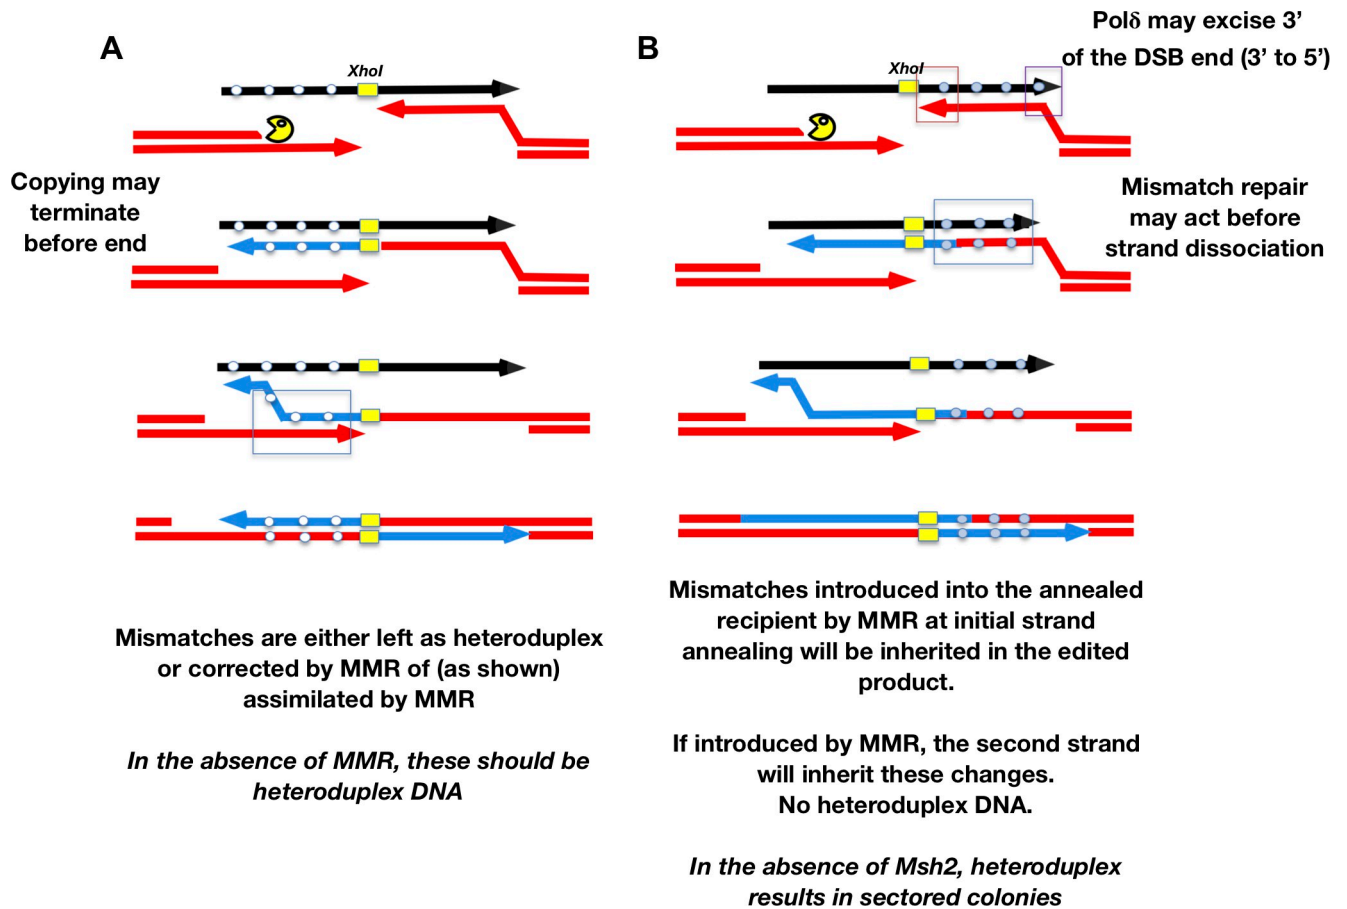 A
XhoI
Copying may
terminate
before end
Mismatches are either left as heteroduplex
or corrected by MMR of (as shown)
assimilated by MMR
In the absence of MMR, these should be
heteroduplex DNA
B
Polδ may excise 3’
of the DSB end (3’ to 5’)
XhoI
Mismatch repair
may act before
strand dissociation
Mismatches introduced into the annealed
recipient by MMR at initial strand
annealing will be inherited in the edited
product.
If introduced by MMR, the second strand
will inherit these changes.
No heteroduplex DNA.
In the absence of Msh2, heteroduplex
results in sectored colonies